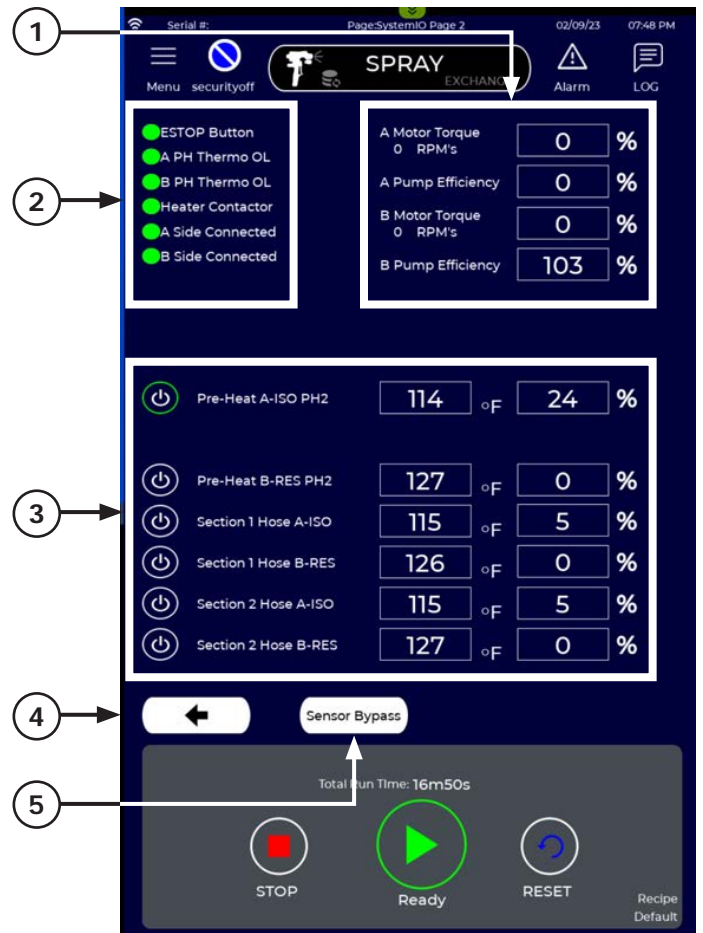 1
Serial #: Page:SystemIO Page 2 02/09/23 07:48 PM
SPRAY
EXCHANG
Menu securityoff Alarm LOG
2
ESTOP Button
A PH Thermo OL
B PH Thermo OL
Heater Contactor
A Side Connected
B Side Connected
A Motor Torque 0 %
0 RPM's
A Pump Efficiency 0 %
B Motor Torque 0 %
0 RPM's
B Pump Efficiency 103 %
3
Pre-Heat A-ISO PH2 114 °F 24 %
Pre-Heat B-RES PH2 127 °F 0 %
Section 1 Hose A-ISO 115 °F 5 %
Section 1 Hose B-RES 126 °F 0 %
Section 2 Hose A-ISO 115 °F 5 %
Section 2 Hose B-RES 127 °F 0 %
4
Sensor Bypass
5
Total Run TIme: 16m50s
STOP
Ready
RESET
Recipe
Default